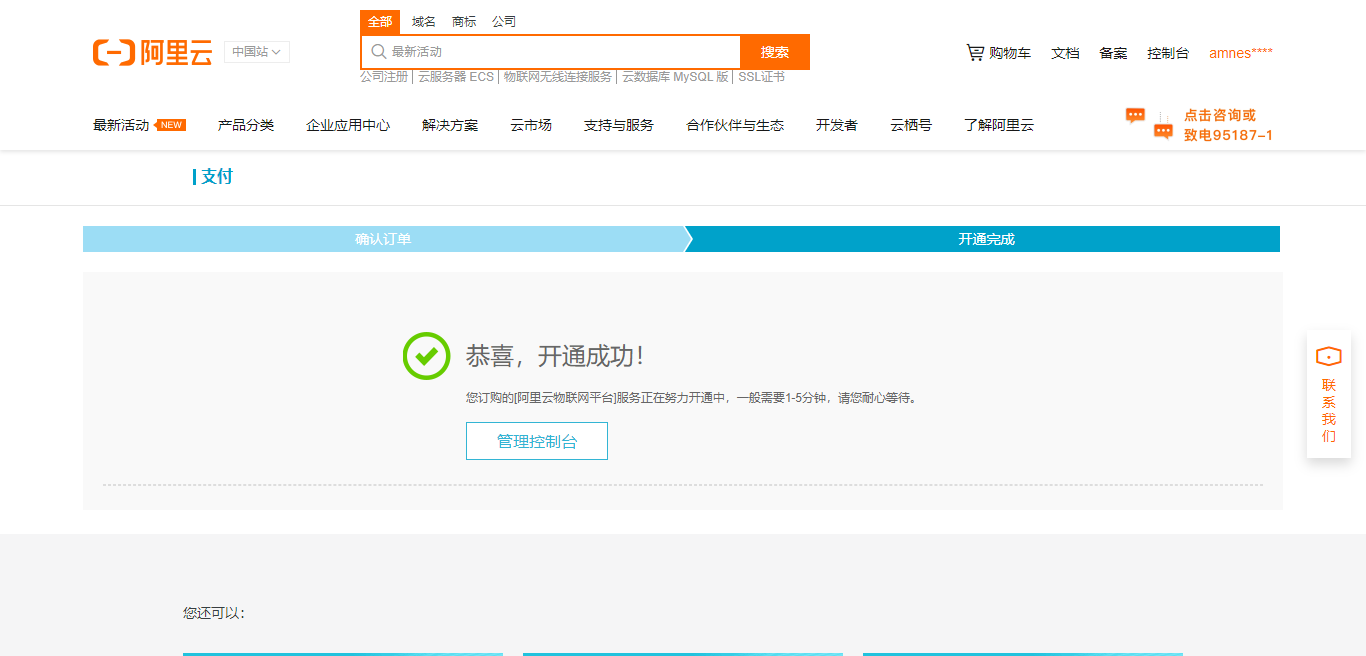 全部 域名 商标 公司
阿里云 中国站
最新活动 搜索
购物车 文档 备案 控制台 amnes****
公司注册 | 云服务器 ECS | 物联网无线连接服务 | 云数据库 MySQL 版 | SSL证书
最新活动 NEW 产品分类 企业应用中心 解决方案 云市场 支持与服务 合作伙伴与生态 开发者 云栖号 了解阿里云
点击咨询或
致电95187-1
支付
确认订单 开通完成
恭喜，开通成功！
您订购的[阿里云物联网平台]服务正在努力开通中，一般需要1-5分钟，请您耐心等待。
管理控制台
联
系
我
们
您还可以：